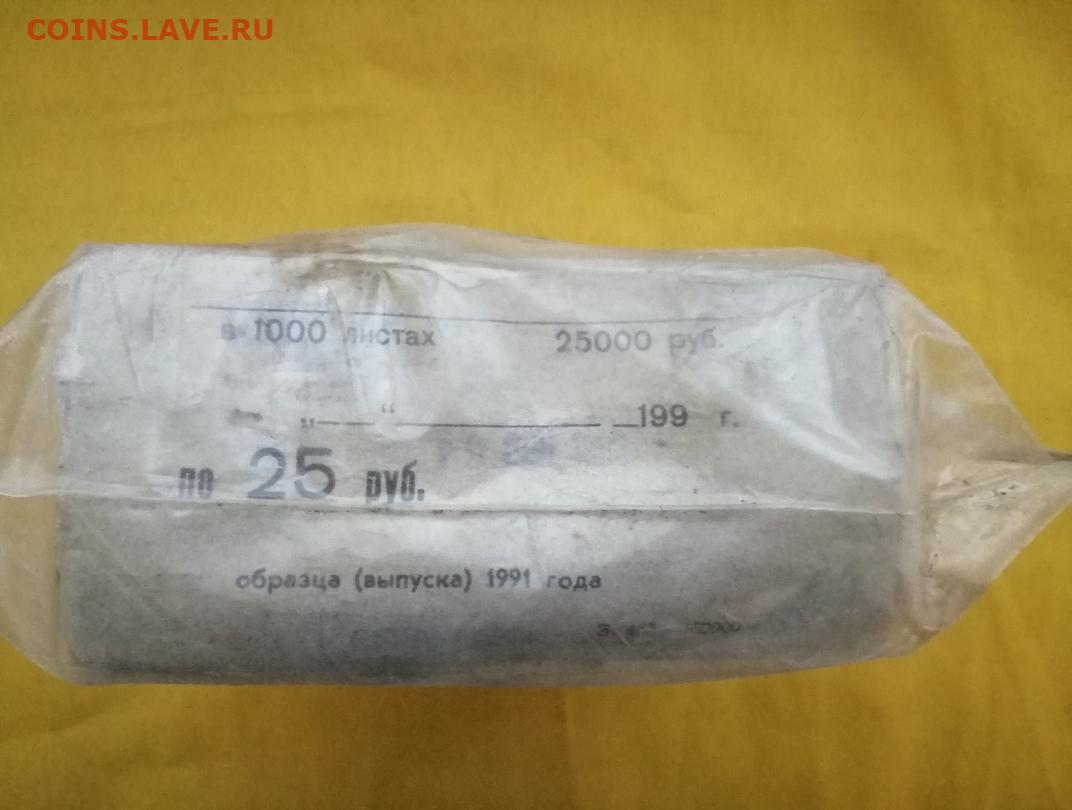 COINS.LAVE.RU
в 1000 листах 25000 руб.
„ “ 199 г.
по 25 руб.
образца (выпуска) 1991 года